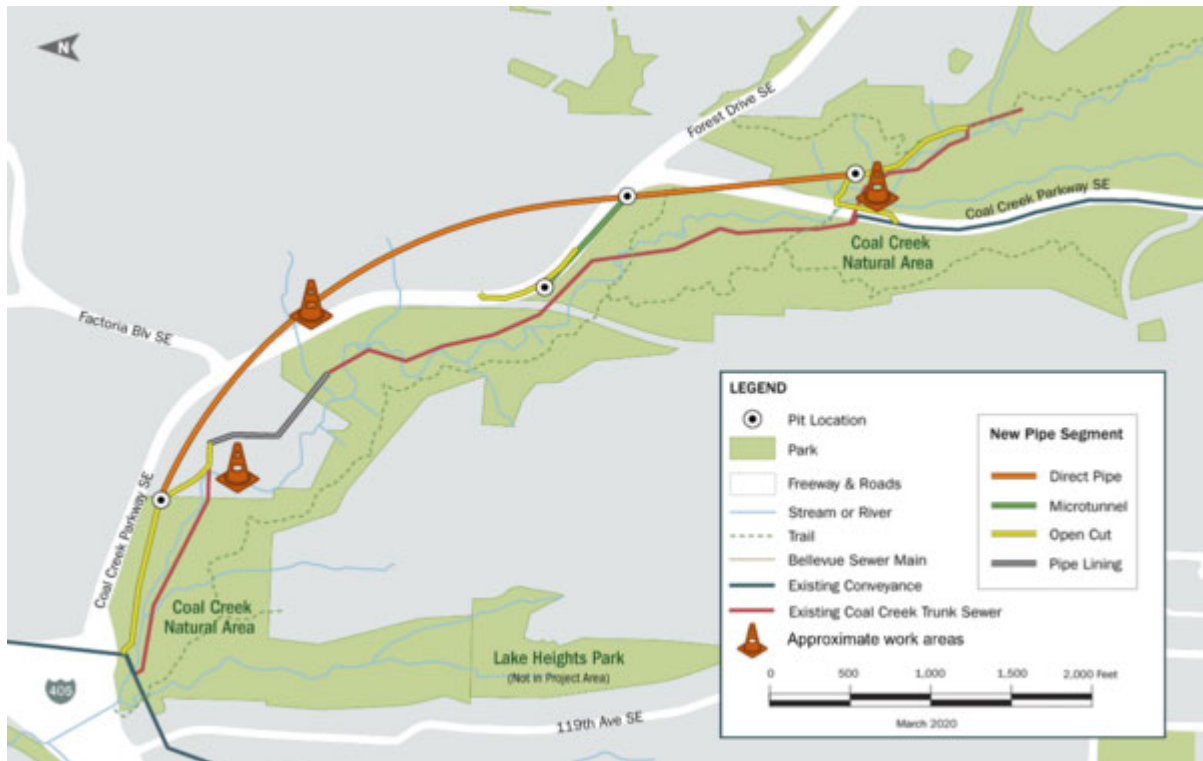 N
Forest Drive SE
Coal Creek Parkway SE
Coal Creek
Natural Area
Factoria Blv SE
Coal Creek Parkway SE
Coal Creek
Natural Area
Lake Heights Park
(Not in Project Area)
119th Ave SE
405
LEGEND
Pit Location
Park
Freeway & Roads
Stream or River
Trail
Bellevue Sewer Main
Existing Conveyance
Existing Coal Creek Trunk Sewer
Approximate work areas
New Pipe Segment
Direct Pipe
Microtunnel
Open Cut
Pipe Lining
0 500 1,000 1,500 2,000 Feet
March 2020